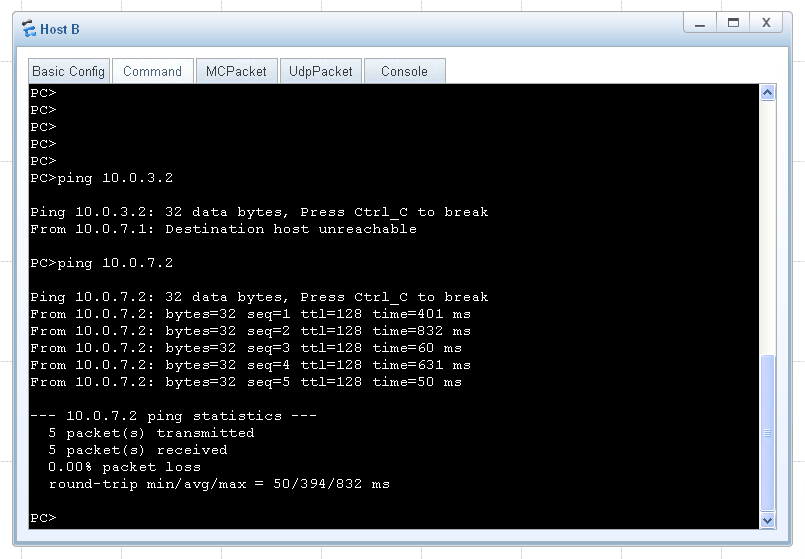 Host B
X
Basic Config Command MCPacket UdpPacket Console
PC>
PC>
PC>
PC>
PC>
PC>ping 10.0.3.2
Ping 10.0.3.2: 32 data bytes, Press Ctrl_C to break
From 10.0.7.1: Destination host unreachable
PC>ping 10.0.7.2
Ping 10.0.7.2: 32 data bytes, Press Ctrl_C to break
From 10.0.7.2: bytes=32 seq=1 ttl=128 time=401 ms
From 10.0.7.2: bytes=32 seq=2 ttl=128 time=832 ms
From 10.0.7.2: bytes=32 seq=3 ttl=128 time=60 ms
From 10.0.7.2: bytes=32 seq=4 ttl=128 time=631 ms
From 10.0.7.2: bytes=32 seq=5 ttl=128 time=50 ms
--- 10.0.7.2 ping statistics ---
5 packet(s) transmitted
5 packet(s) received
0.00% packet loss
round-trip min/avg/max = 50/394/832 ms
PC>